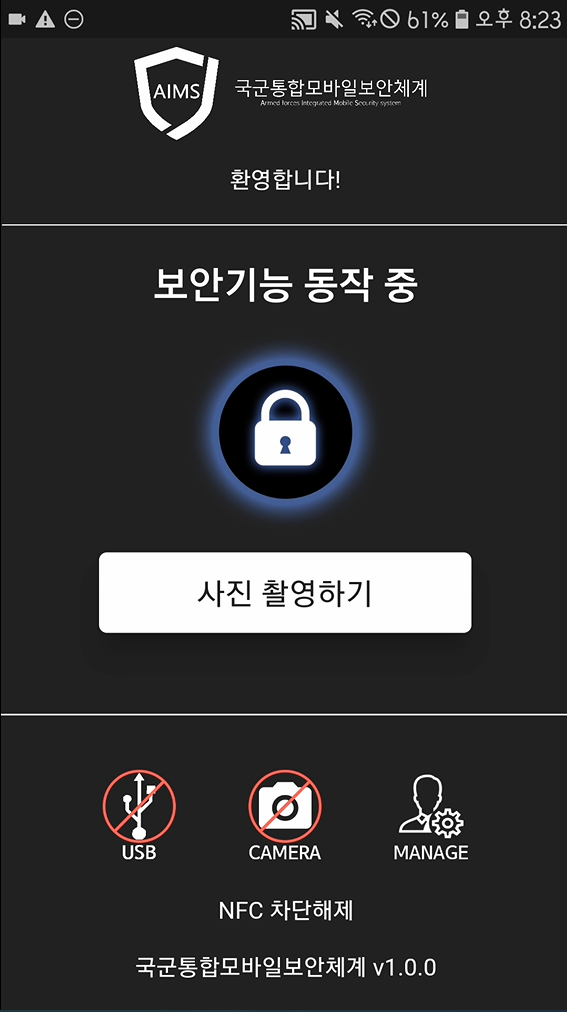 61% 오후 8:23
AIMS
국군통합모바일보안체계
Armed forces Integrated Mobile Security system
환영합니다!
보안기능 동작 중
사진 촬영하기
USB CAMERA MANAGE
NFC 차단해제
국군통합모바일보안체계 v1.0.0